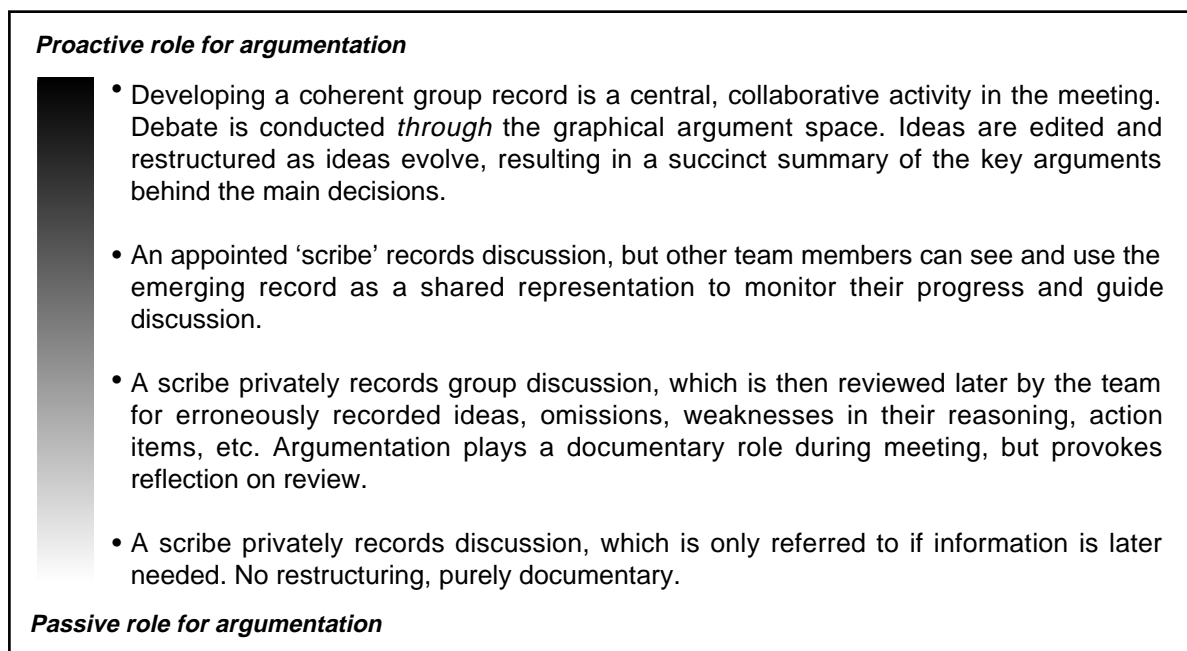 Proactive role for argumentation
• Developing a coherent group record is a central, collaborative activity in the meeting.
Debate is conducted through the graphical argument space. Ideas are edited and
restructured as ideas evolve, resulting in a succinct summary of the key arguments
behind the main decisions.
• An appointed ‘scribe’ records discussion, but other team members can see and use the
emerging record as a shared representation to monitor their progress and guide
discussion.
• A scribe privately records group discussion, which is then reviewed later by the team
for erroneously recorded ideas, omissions, weaknesses in their reasoning, action
items, etc. Argumentation plays a documentary role during meeting, but provokes
reflection on review.
• A scribe privately records discussion, which is only referred to if information is later
needed. No restructuring, purely documentary.
Passive role for argumentation